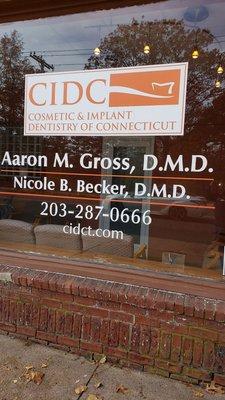 CIDC
COSMETIC & IMPLANT
DENTISTRY OF CONNECTICUT
Aaron M. Gross, D.M.D.
Nicole B. Becker, D.M.D.
203-287-0666
cidct.com